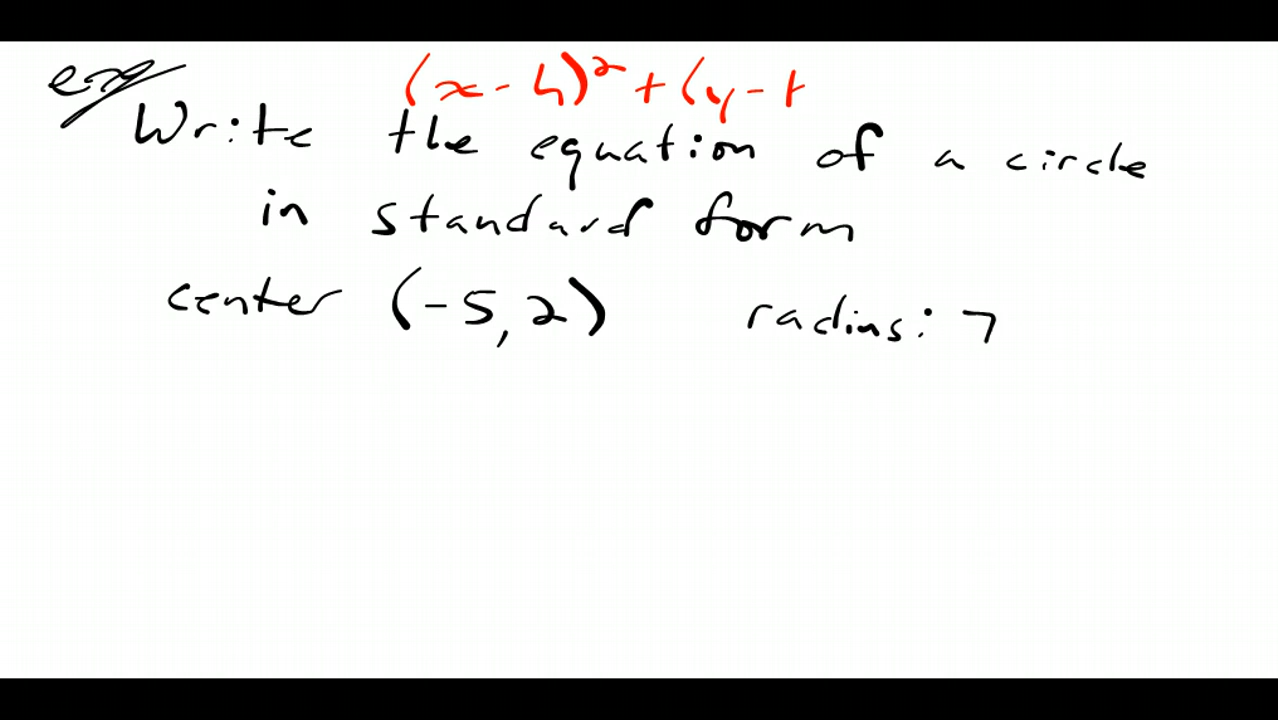 ex
(x - h)² + (y - k
Write the equation of a circle
in standard form
center (-5, 2) radius: 7